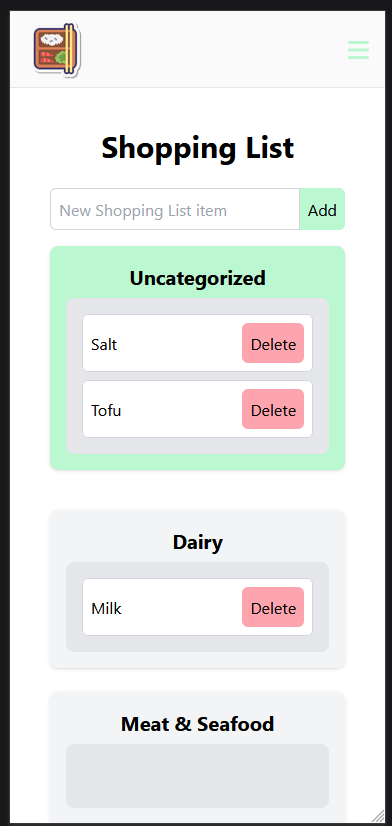 Shopping List
New Shopping List item Add
Uncategorized
Salt Delete
Tofu Delete
Dairy
Milk Delete
Meat & Seafood